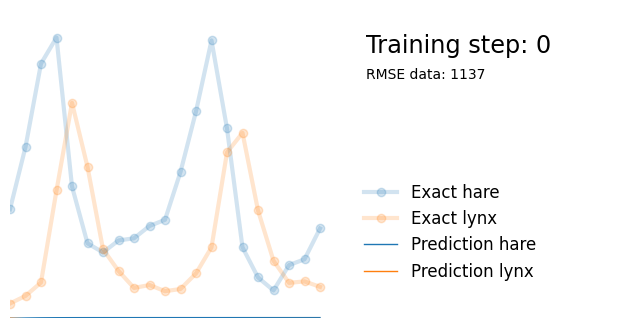 Training step: 0
RMSE data: 1137
Exact hare
Exact lynx
Prediction hare
Prediction lynx